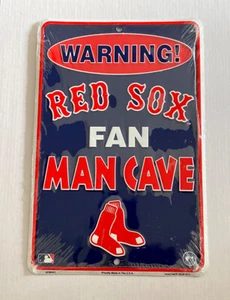 WARNING!
RED SOX
FAN
MAN CAVE